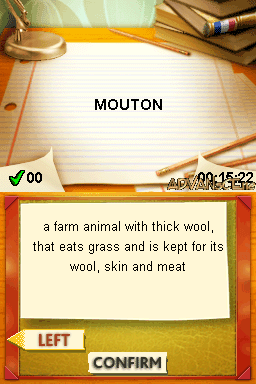 MOUTON
00
00:15:22
ADVANSCENE
a farm animal with thick wool,
that eats grass and is kept for its
wool, skin and meat
LEFT
CONFIRM